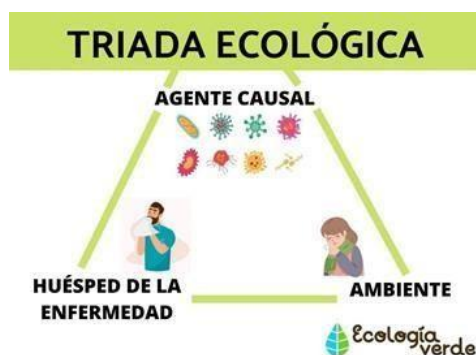 TRIADA ECOLÓGICA
AGENTE CAUSAL
HUÉSPED DE LA
ENFERMEDAD
AMBIENTE
Ecología
verde